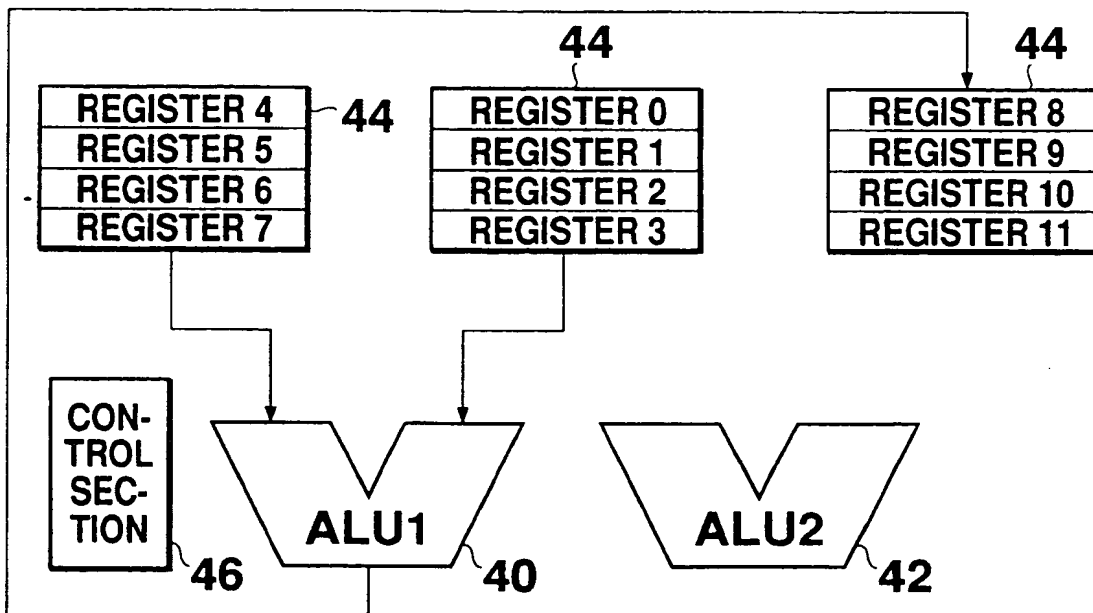 44
44
REGISTER 4
REGISTER 5
REGISTER 6
REGISTER 7
44
REGISTER 0
REGISTER 1
REGISTER 2
REGISTER 3
REGISTER 8
REGISTER 9
REGISTER 10
REGISTER 11
CON-
TROL
SEC-
TION
46
ALU1
40
ALU2
42